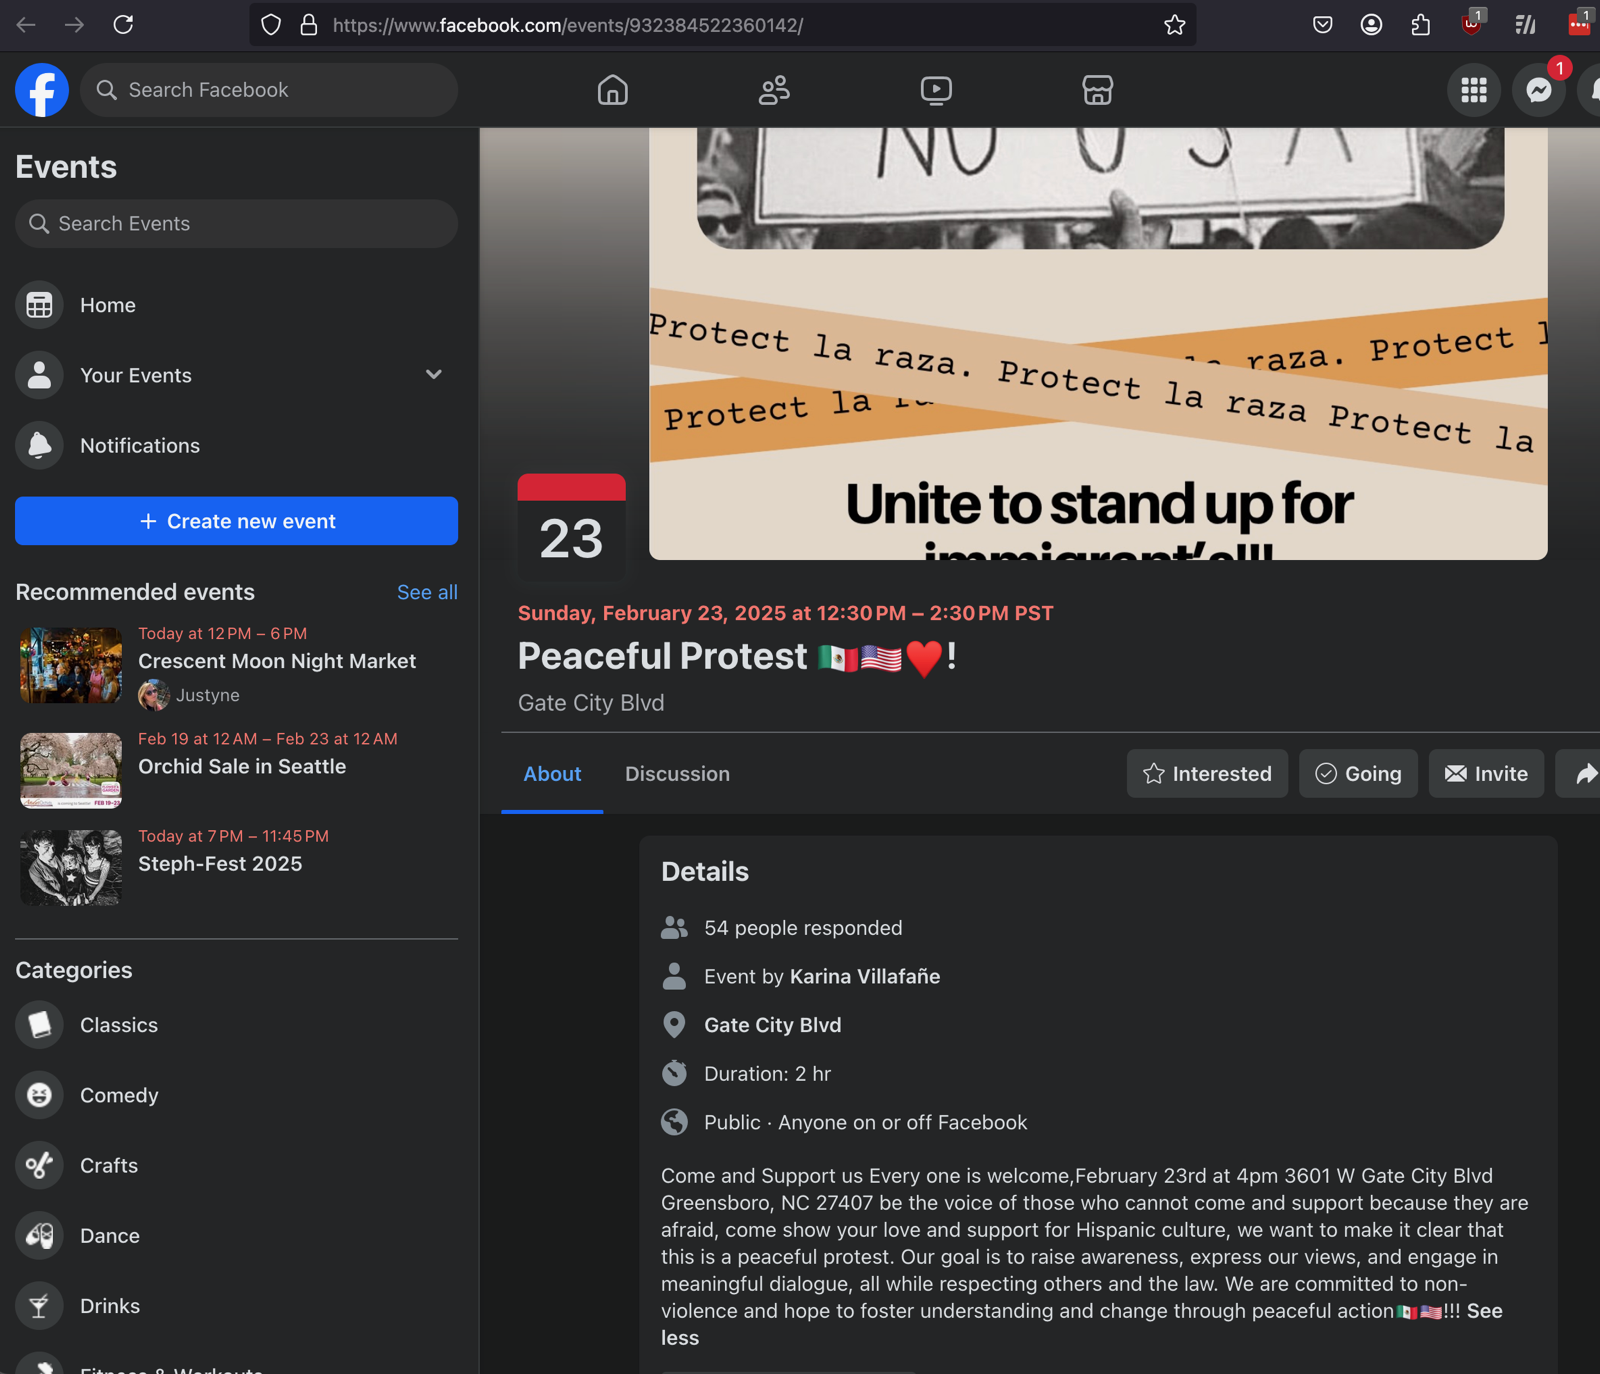 https://www.facebook.com/events/932384522360142/
1
1
Search Facebook
1
Events
Search Events
Home
Your Events
Notifications
+ Create new event
Recommended events
See all
Today at 12 PM – 6 PM
Crescent Moon Night Market
Justyne
Feb 19 at 12 AM – Feb 23 at 12 AM
Orchid Sale in Seattle
FEB 19-23
Today at 7 PM – 11:45 PM
Steph-Fest 2025
Categories
Classics
Comedy
Crafts
Dance
Drinks
Fitness & Workouts
NO USA
Protect la raza. Protect la raza Protect la
raza. Protect
Protect la
Unite to stand up for
immigrant's!!!
23
Sunday, February 23, 2025 at 12:30 PM – 2:30 PM PST
Peaceful Protest 🇲🇽🇺🇸❤️!
Gate City Blvd
About
Discussion
Interested
Going
Invite
Details
54 people responded
Event by Karina Villafañe
Gate City Blvd
Duration: 2 hr
Public · Anyone on or off Facebook
Come and Support us Every one is welcome,February 23rd at 4pm 3601 W Gate City Blvd
Greensboro, NC 27407 be the voice of those who cannot come and support because they are
afraid, come show your love and support for Hispanic culture, we want to make it clear that
this is a peaceful protest. Our goal is to raise awareness, express our views, and engage in
meaningful dialogue, all while respecting others and the law. We are committed to non-
violence and hope to foster understanding and change through peaceful action🇲🇽🇺🇸!!! See
less